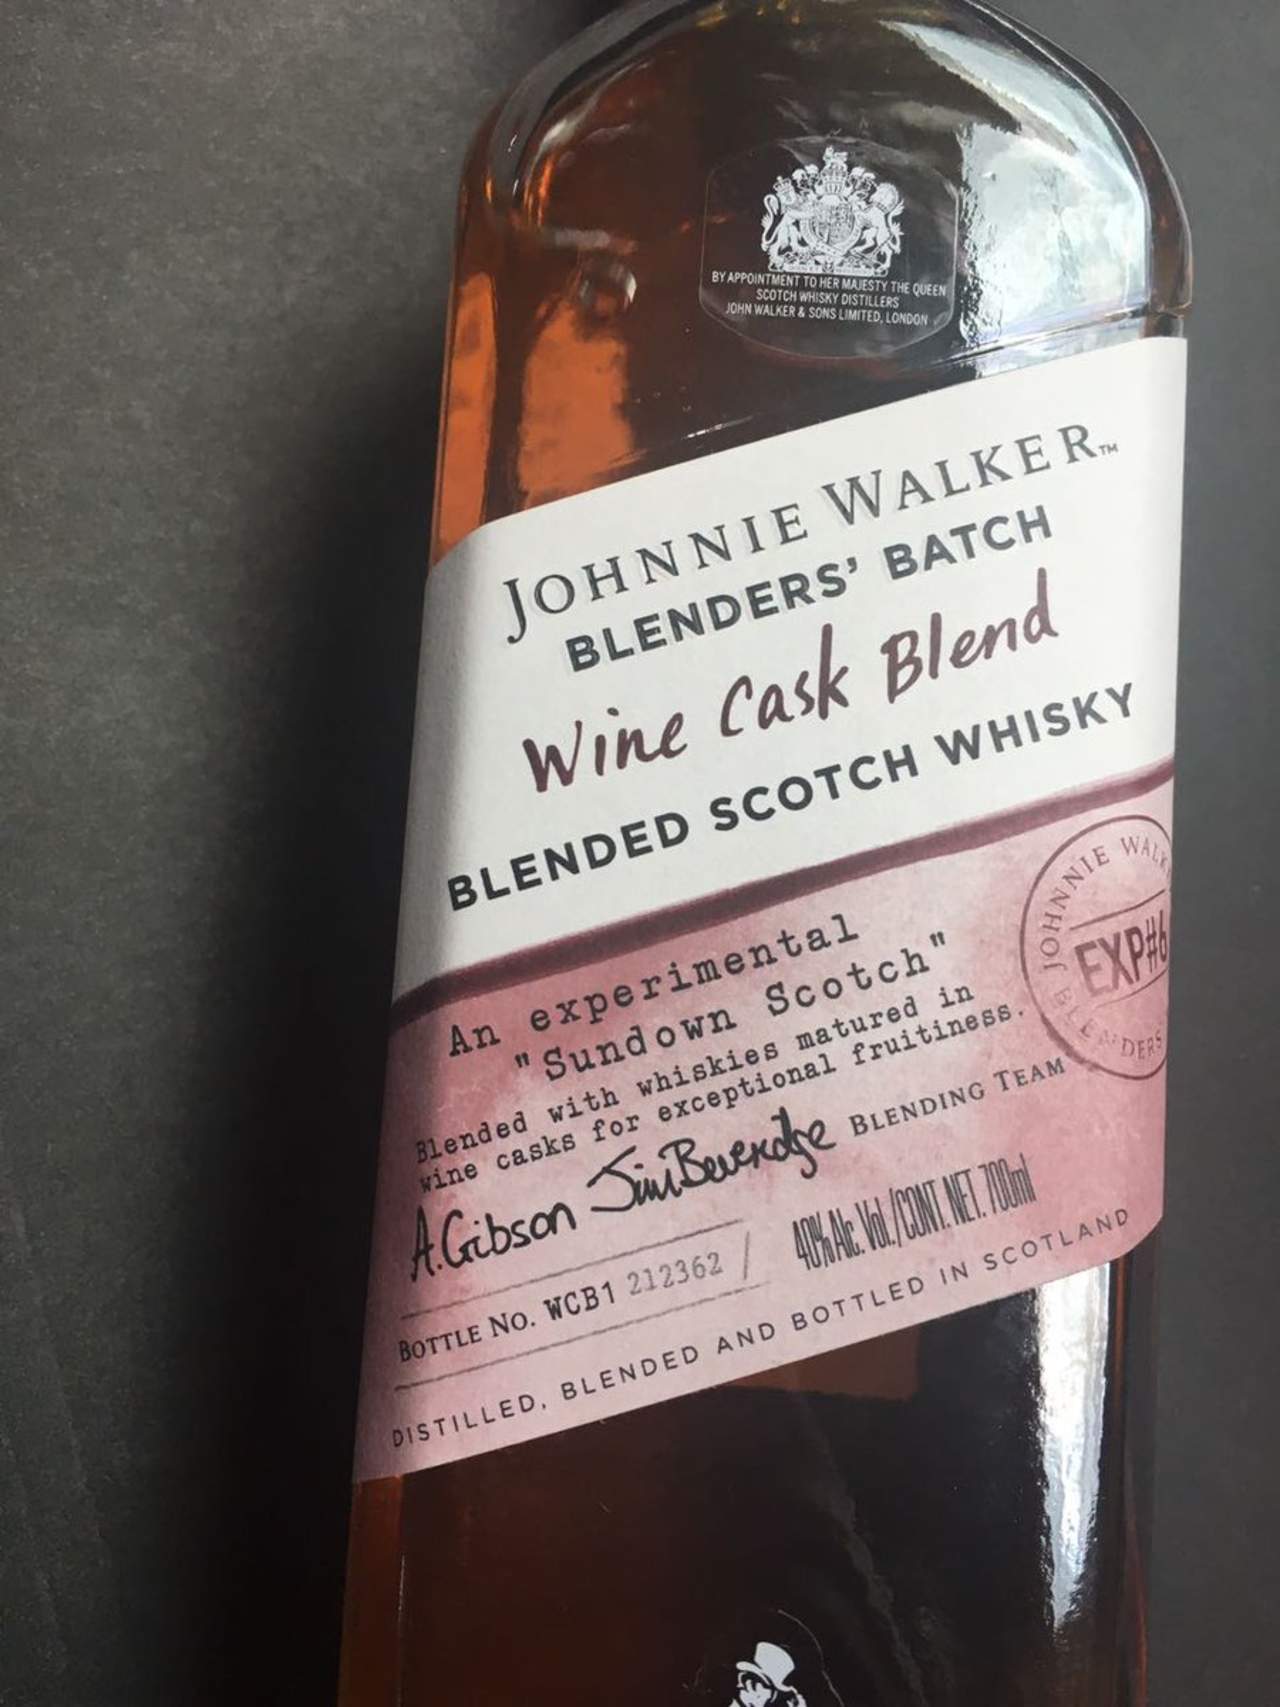 BY APPOINTMENT TO HER MAJESTY THE QUEEN
SCOTCH WHISKY DISTILLERS
JOHN WALKER & SONS LIMITED, LONDON
JOHNNIE WALKER™
BLENDERS' BATCH
Wine Cask Blend
BLENDED SCOTCH WHISKY
JOHNNIE WALK
EXP#6
BLENDERS
An experimental
"Sundown Scotch"
Blended with whiskies matured in
wine casks for exceptional fruitiness.
A. Gibson Jim Beveridge BLENDING TEAM
BOTTLE NO. WCB1 212362 / 40% Alc. Vol./CONT. NET. 700ml
DISTILLED, BLENDED AND BOTTLED IN SCOTLAND